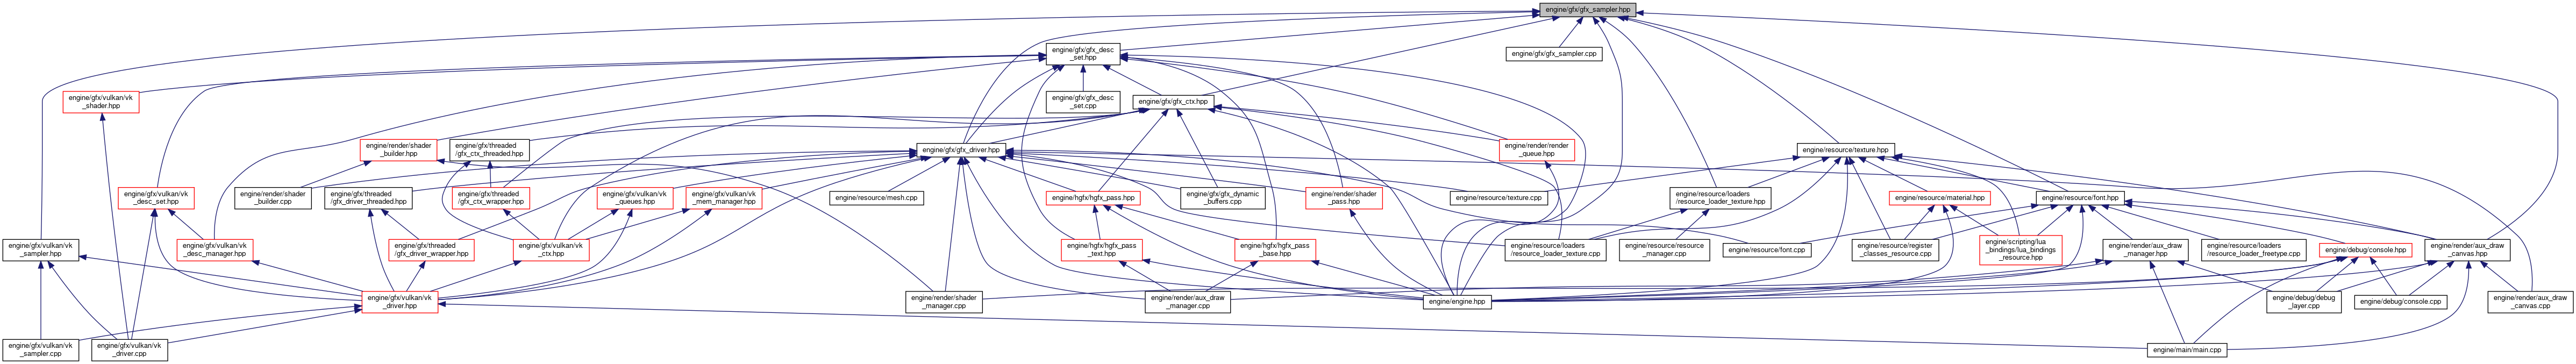 engine/gfx/gfx_sampler.hpp
engine/gfx/gfx_desc
_set.hpp
engine/gfx/gfx_sampler.cpp
engine/gfx/vulkan/vk
_shader.hpp
engine/gfx/gfx_desc
_set.cpp
engine/gfx/gfx_ctx.hpp
engine/render/shader
_builder.hpp
engine/gfx/threaded
/gfx_ctx_threaded.hpp
engine/gfx/gfx_driver.hpp
engine/render/render
_queue.hpp
engine/resource/texture.hpp
engine/gfx/vulkan/vk
_desc_set.hpp
engine/render/shader
_builder.cpp
engine/gfx/threaded
/gfx_driver_threaded.hpp
engine/gfx/threaded
/gfx_ctx_wrapper.hpp
engine/gfx/vulkan/vk
_queues.hpp
engine/gfx/vulkan/vk
_mem_manager.hpp
engine/resource/mesh.cpp
engine/hgfx/hgfx_pass.hpp
engine/gfx/gfx_dynamic
_buffers.cpp
engine/render/shader
_pass.hpp
engine/resource/texture.cpp
engine/resource/loaders
/resource_loader_texture.hpp
engine/resource/material.hpp
engine/resource/font.hpp
engine/gfx/vulkan/vk
_sampler.hpp
engine/gfx/vulkan/vk
_desc_manager.hpp
engine/gfx/threaded
/gfx_driver_wrapper.hpp
engine/gfx/vulkan/vk
_ctx.hpp
engine/hgfx/hgfx_pass
_text.hpp
engine/hgfx/hgfx_pass
_base.hpp
engine/resource/loaders
/resource_loader_texture.cpp
engine/resource/resource
_manager.cpp
engine/resource/font.cpp
engine/resource/register
_classes_resource.cpp
engine/scripting/lua
_bindings/lua_bindings
_resource.hpp
engine/render/aux_draw
_manager.hpp
engine/resource/loaders
/resource_loader_freetype.cpp
engine/debug/console.hpp
engine/render/aux_draw
_canvas.hpp
engine/gfx/vulkan/vk
_driver.hpp
engine/render/shader
_manager.cpp
engine/render/aux_draw
_manager.cpp
engine/engine.hpp
engine/debug/debug
_layer.cpp
engine/debug/console.cpp
engine/render/aux_draw
_canvas.cpp
engine/gfx/vulkan/vk
_sampler.cpp
engine/gfx/vulkan/vk
_driver.cpp
engine/main/main.cpp